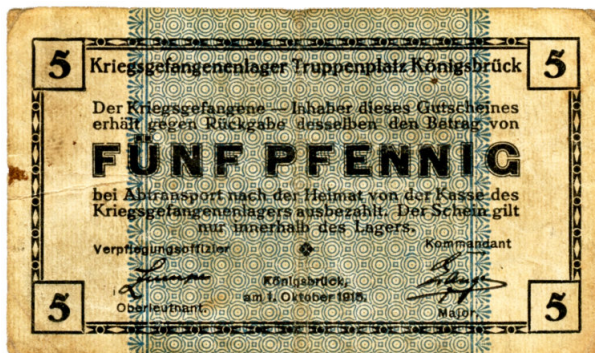 5 Kriegsgefangenenlager Truppenplatz Königsbrück 5
Der Kriegsgefangene — Inhaber dieses Gutscheines
erhält gegen Rückgabe desselben den Betrag von
FÜNF PFENNIG
bei Abtransport nach der Heimat von der Kasse des
Kriegsgefangenenlagers ausbezahlt. Der Schein gilt
nur innerhalb des Lagers.
Verpflegungsoffizier Kommandant
Königsbrück,
am 1. Oktober 1915.
Oberleutnant. Major.
5 5